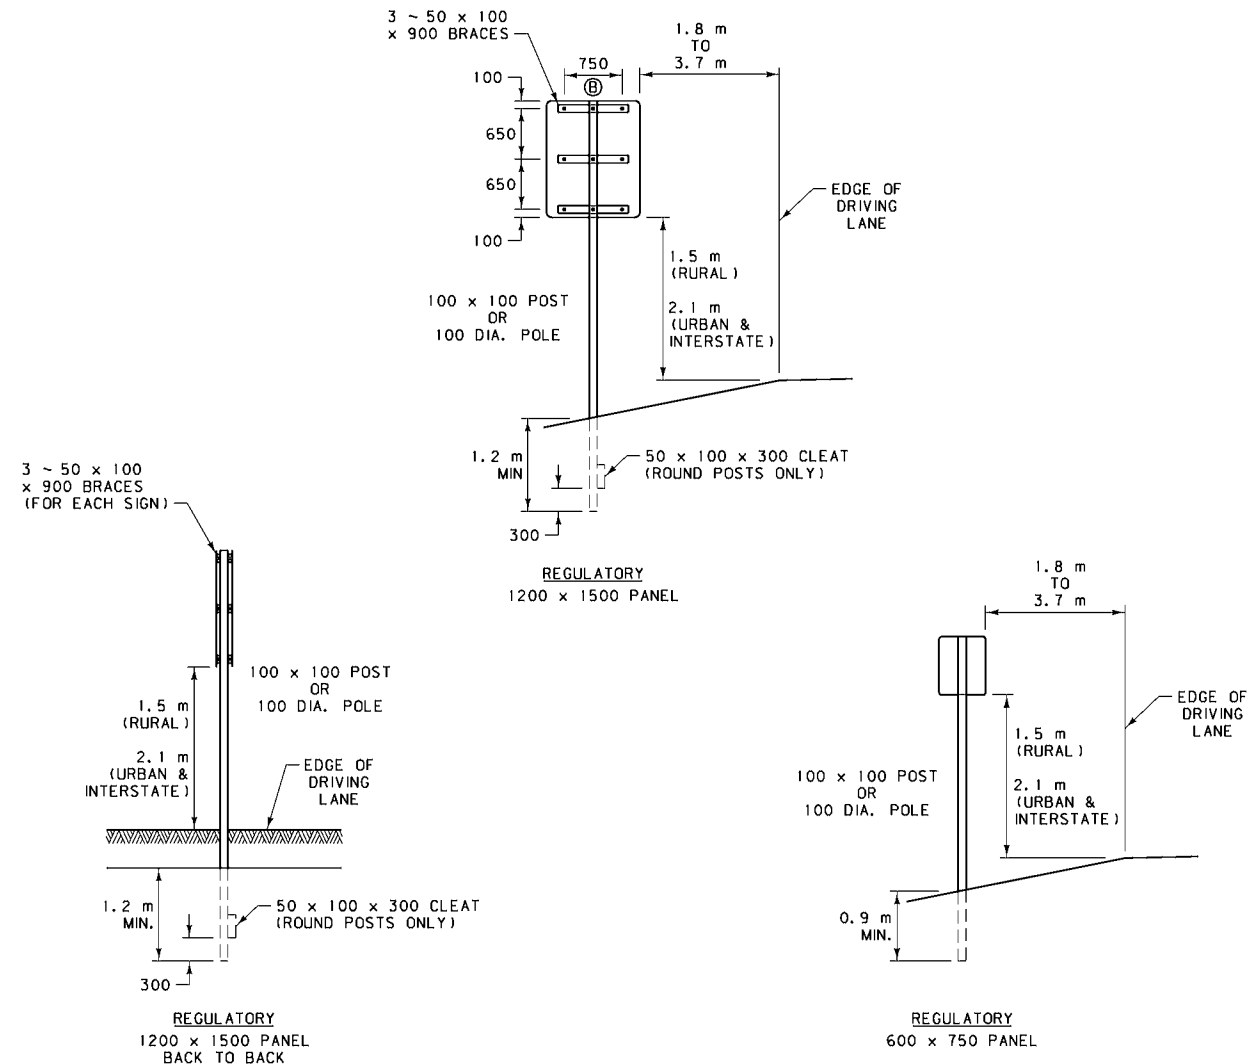 3 ~ 50 x 100
x 900 BRACES
1.8 m
TO
3.7 m
750
B
100
650
650
100
EDGE OF
DRIVING
LANE
1.5 m
(RURAL)
2.1 m
(URBAN &
INTERSTATE)
100 x 100 POST
OR
100 DIA. POLE
1.2 m
MIN
50 x 100 x 300 CLEAT
(ROUND POSTS ONLY)
300
REGULATORY
1200 x 1500 PANEL
3 ~ 50 x 100
x 900 BRACES
(FOR EACH SIGN)
100 x 100 POST
OR
100 DIA. POLE
1.5 m
(RURAL)
2.1 m
(URBAN &
INTERSTATE)
EDGE OF
DRIVING
LANE
1.2 m
MIN.
50 x 100 x 300 CLEAT
(ROUND POSTS ONLY)
300
REGULATORY
1200 x 1500 PANEL
BACK TO BACK
1.8 m
TO
3.7 m
EDGE OF
DRIVING
LANE
1.5 m
(RURAL)
2.1 m
(URBAN &
INTERSTATE)
100 x 100 POST
OR
100 DIA. POLE
0.9 m
MIN.
REGULATORY
600 x 750 PANEL